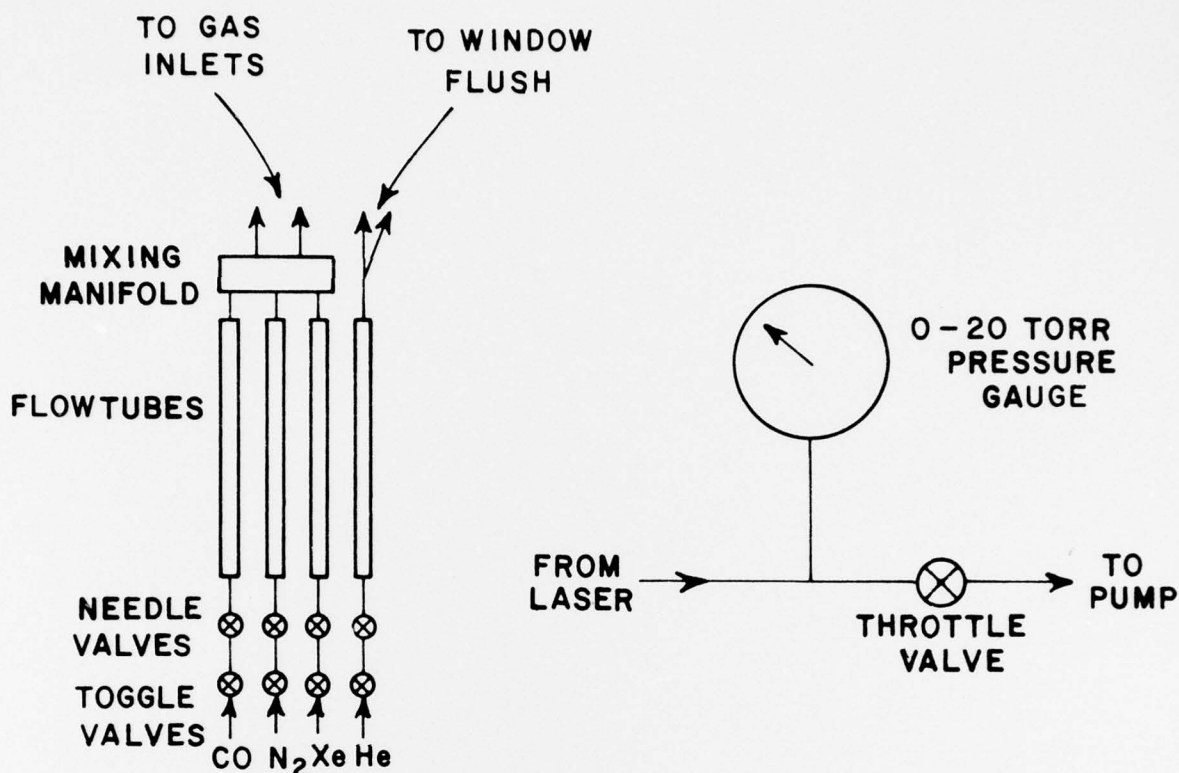 TO GAS
INLETS
TO WINDOW
FLUSH
MIXING
MANIFOLD
FLOWTUBES
NEEDLE
VALVES
TOGGLE
VALVES
CO N₂ Xe He
0-20 TORR
PRESSURE
GAUGE
FROM
LASER
THROTTLE
VALVE
TO
PUMP